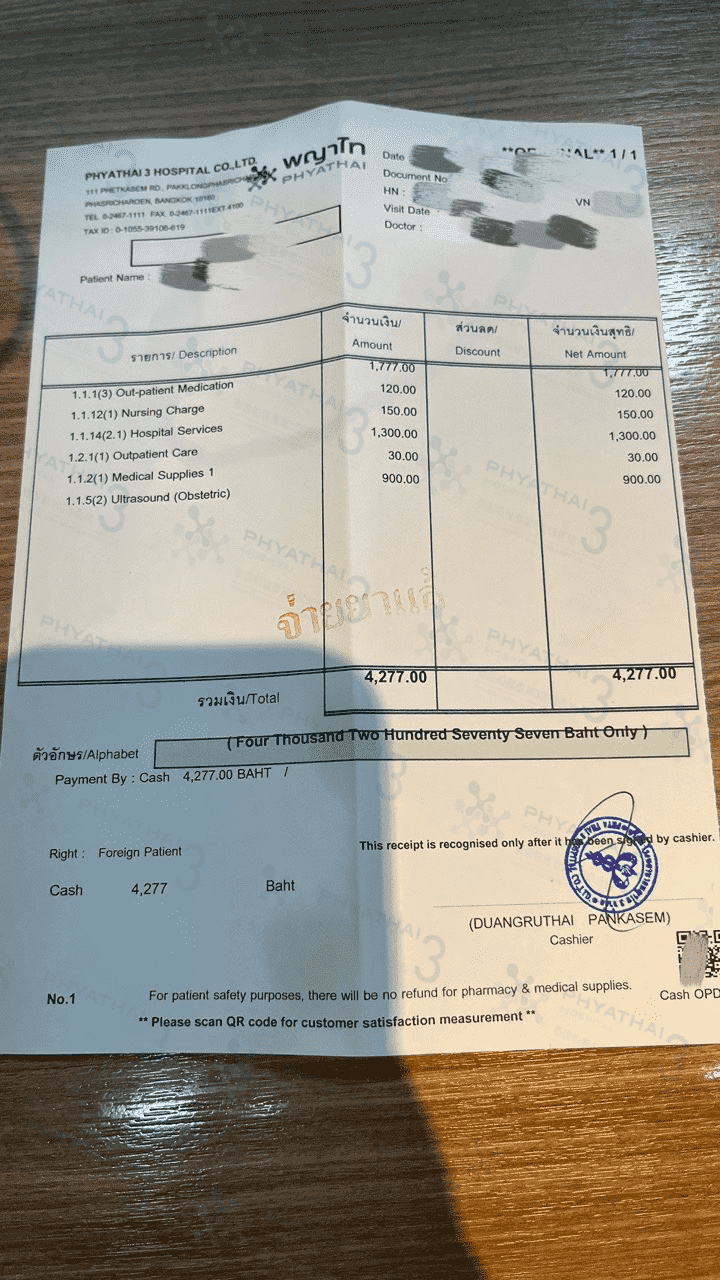 PHYATHAI 3 HOSPITAL CO.,LTD.
111 PHETKASEM RD., PAKKLONGPHASRICHAROEN
PHASRICHAROEN, BANGKOK 10160
TEL. 0-2467-1111 FAX. 0-2467-1111EXT.4100
TAX ID : 0-1055-39106-619
พญาไท
PHYATHAI
1 / 1
Date
Document No
HN :
VN
Visit Date
Doctor :
Patient Name :
รายการ/ Description
จำนวนเงิน/ Amount
ส่วนลด/ Discount
จำนวนเงินสุทธิ/ Net Amount
1.1.1(3) Out-patient Medication 1,777.00 1,777.00
1.1.12(1) Nursing Charge 120.00 120.00
1.1.14(2.1) Hospital Services 150.00 150.00
1.2.1(1) Outpatient Care 1,300.00 1,300.00
1.1.2(1) Medical Supplies 1 30.00 30.00
1.1.5(2) Ultrasound (Obstetric) 900.00 900.00
จ่ายยาแล้ว
รวมเงิน/Total 4,277.00 4,277.00
ตัวอักษร/Alphabet ( Four Thousand Two Hundred Seventy Seven Baht Only )
Payment By : Cash 4,277.00 BAHT /
Right : Foreign Patient
This receipt is recognised only after it has been signed by cashier.
Cash 4,277 Baht
(DUANGRUTHAI PANKASEM)
Cashier
No.1
For patient safety purposes, there will be no refund for pharmacy & medical supplies.
Cash OPD
** Please scan QR code for customer satisfaction measurement **